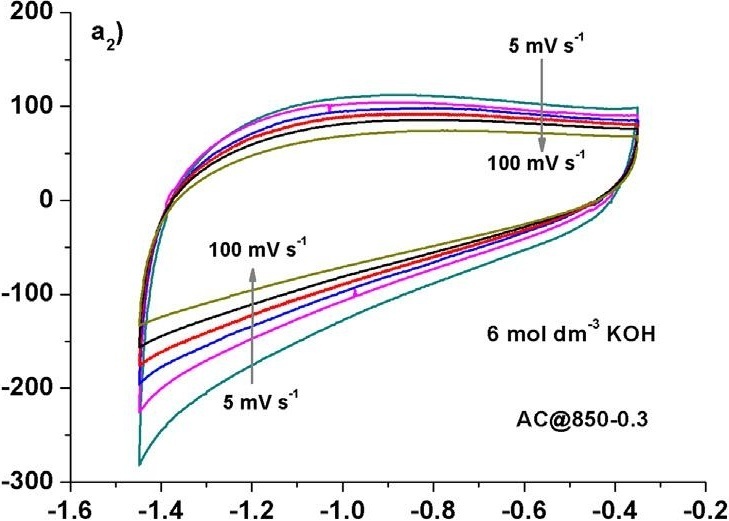 200
a₂)
5 mV s⁻¹
100
100 mV s⁻¹
0
100 mV s⁻¹
-100
6 mol dm⁻³ KOH
-200
5 mV s⁻¹
AC@850-0.3
-300
-1.6 -1.4 -1.2 -1.0 -0.8 -0.6 -0.4 -0.2